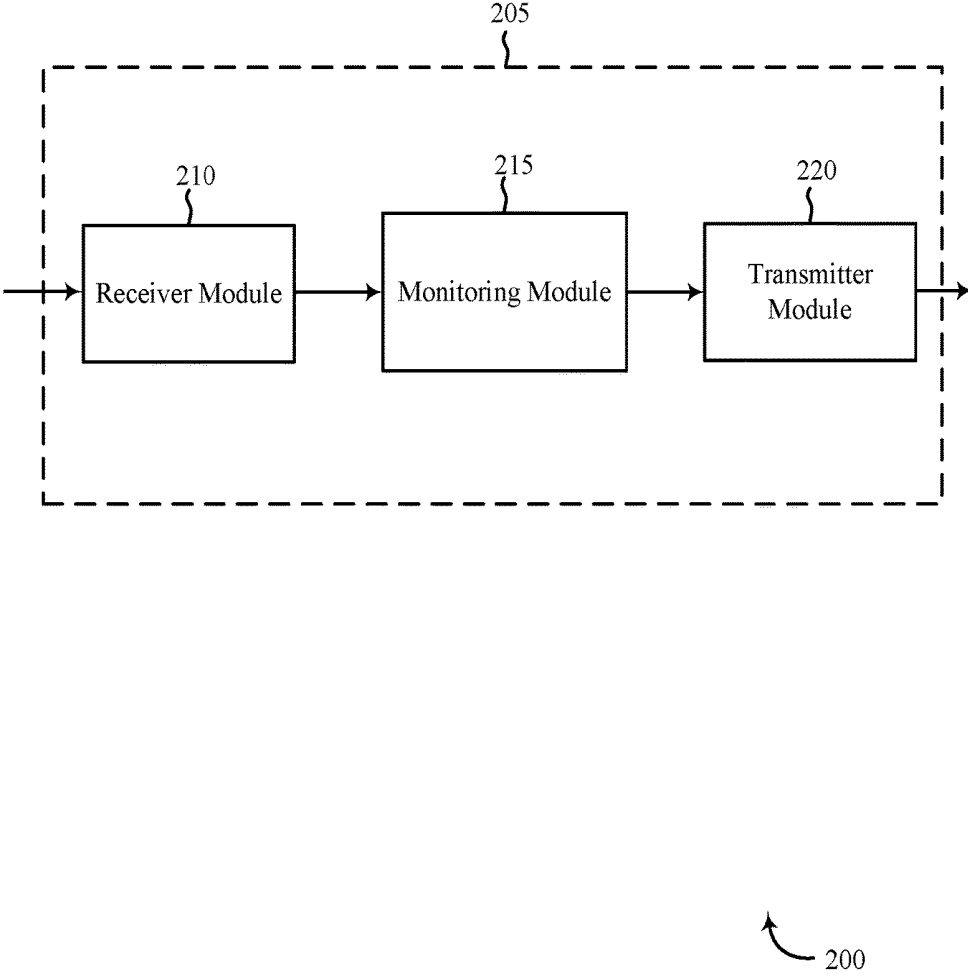 205
210
215
220
Receiver Module
Monitoring Module
Transmitter
Module
200